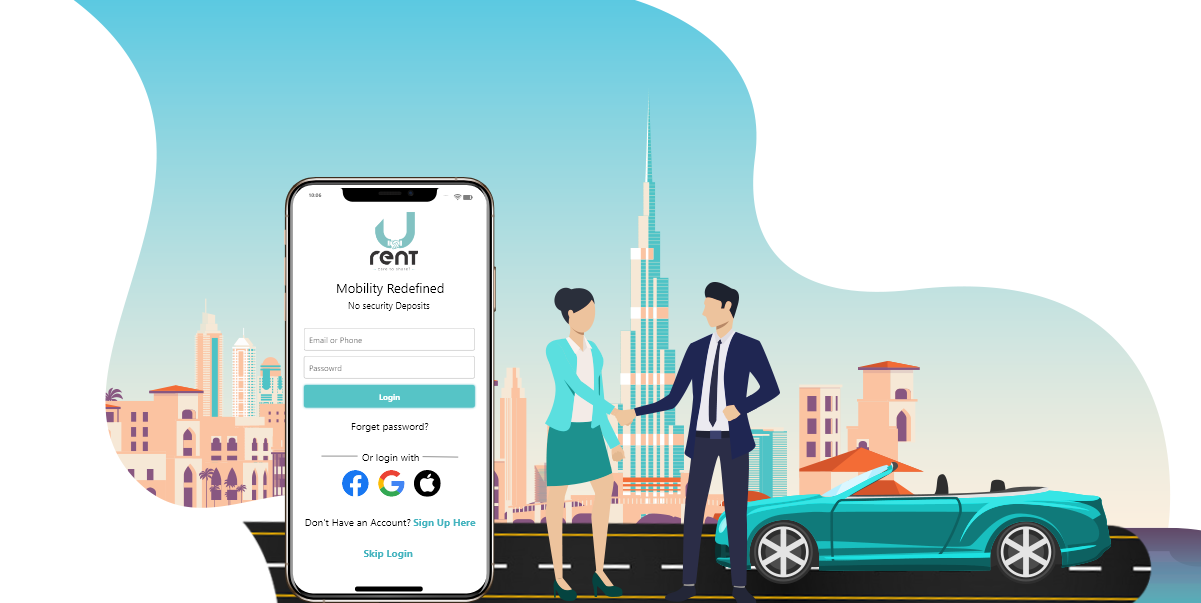 10:06
U
rent
Mobility Redefined
No security Deposits
Email or Phone
Passowrd
Login
Forget password?
Or login with
Don't Have an Account? Sign Up Here
Skip Login